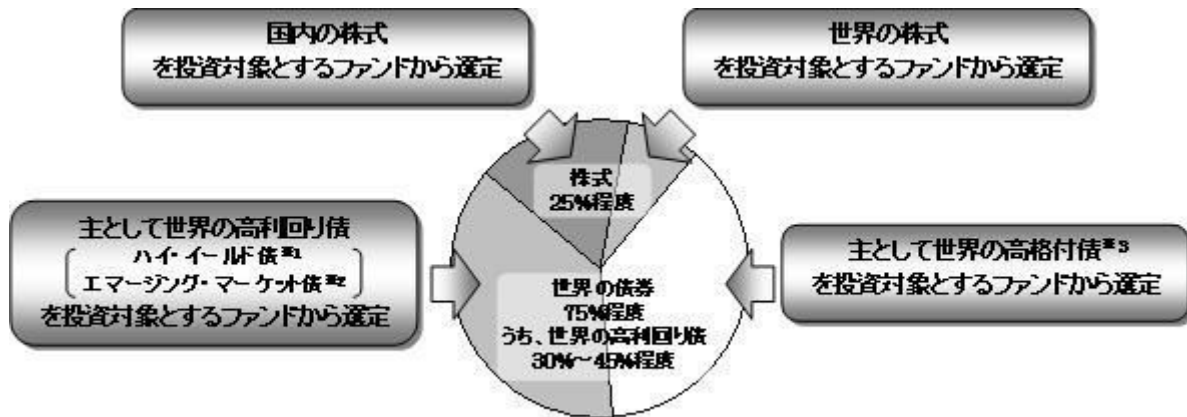 国内の株式
を投資対象とするファンドから選定
世界の株式
を投資対象とするファンドから選定
株式
25%程度
主として世界の高利回り債
ハイ・イールド債※1
エマージング・マーケット債※2
を投資対象とするファンドから選定
世界の債券
75%程度
うち、世界の高利回り債
30%～45%程度
主として世界の高格付債※3
を投資対象とするファンドから選定